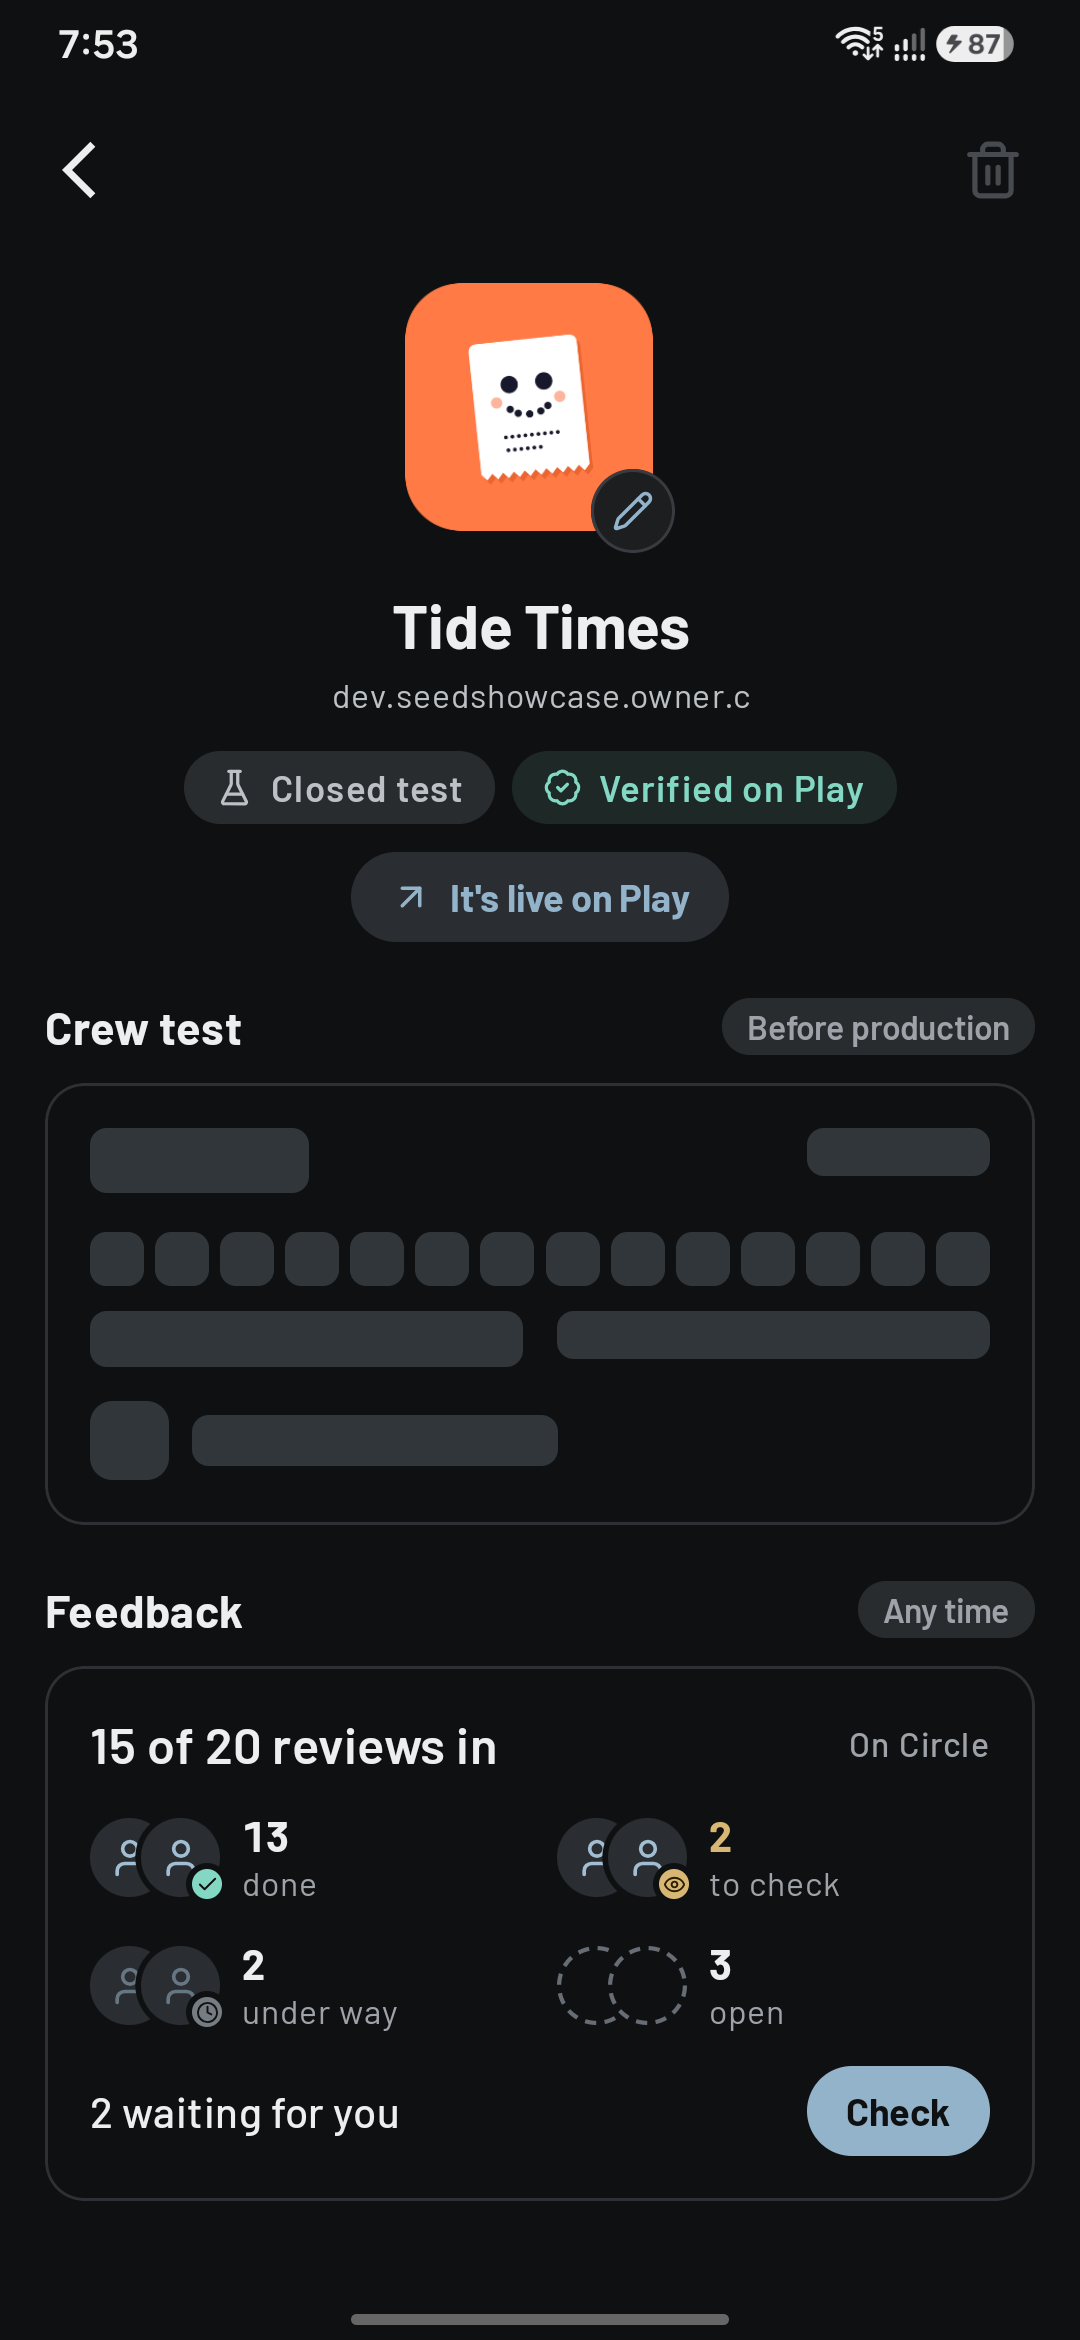 7:53
5
87
Tide Times
dev.seedshowcase.owner.c
Closed test
Verified on Play
It's live on Play
Crew test
Before production
Feedback
Any time
15 of 20 reviews in
On Circle
13
done
2
to check
2
under way
3
open
2 waiting for you
Check